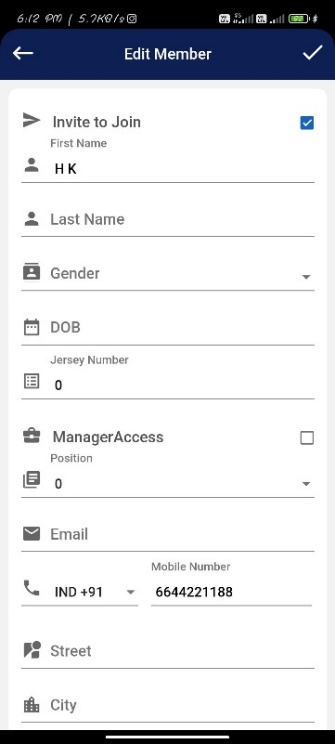 6:12 PM | 5.7KB/s
Edit Member
Invite to Join
First Name
H K
Last Name
Gender
DOB
Jersey Number
0
ManagerAccess
Position
0
Email
Mobile Number
IND +91
6644221188
Street
City